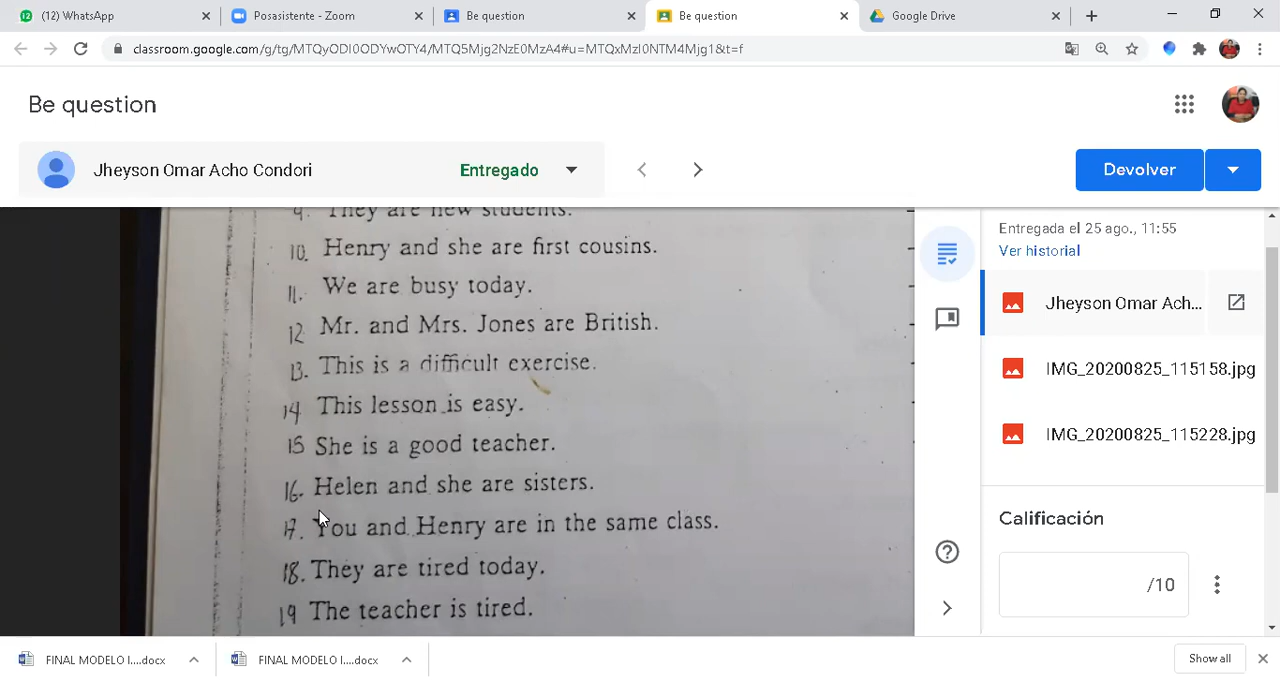 (12) WhatsApp
Posasistente - Zoom
Be question
Be question
Google Drive
classroom.google.com/g/tg/MTQyODI0ODYwOTY4/MTQ5Mjg2NzE0MzA4#u=MTQxMzI0NTM4Mjg1&t=f
Be question
Jheyson Omar Acho Condori
Entregado
Devolver
9. They are new students.
10. Henry and she are first cousins.
11. We are busy today.
12 Mr. and Mrs. Jones are British.
13. This is a difficult exercise.
14 This lesson is easy.
15 She is a good teacher.
16. Helen and she are sisters.
17. You and Henry are in the same class.
18. They are tired today.
19 The teacher is tired.
Entregada el 25 ago., 11:55
Ver historial
Jheyson Omar Ach...
IMG_20200825_115158.jpg
IMG_20200825_115228.jpg
Calificación
/10
FINAL MODELO I....docx
FINAL MODELO I....docx
Show all